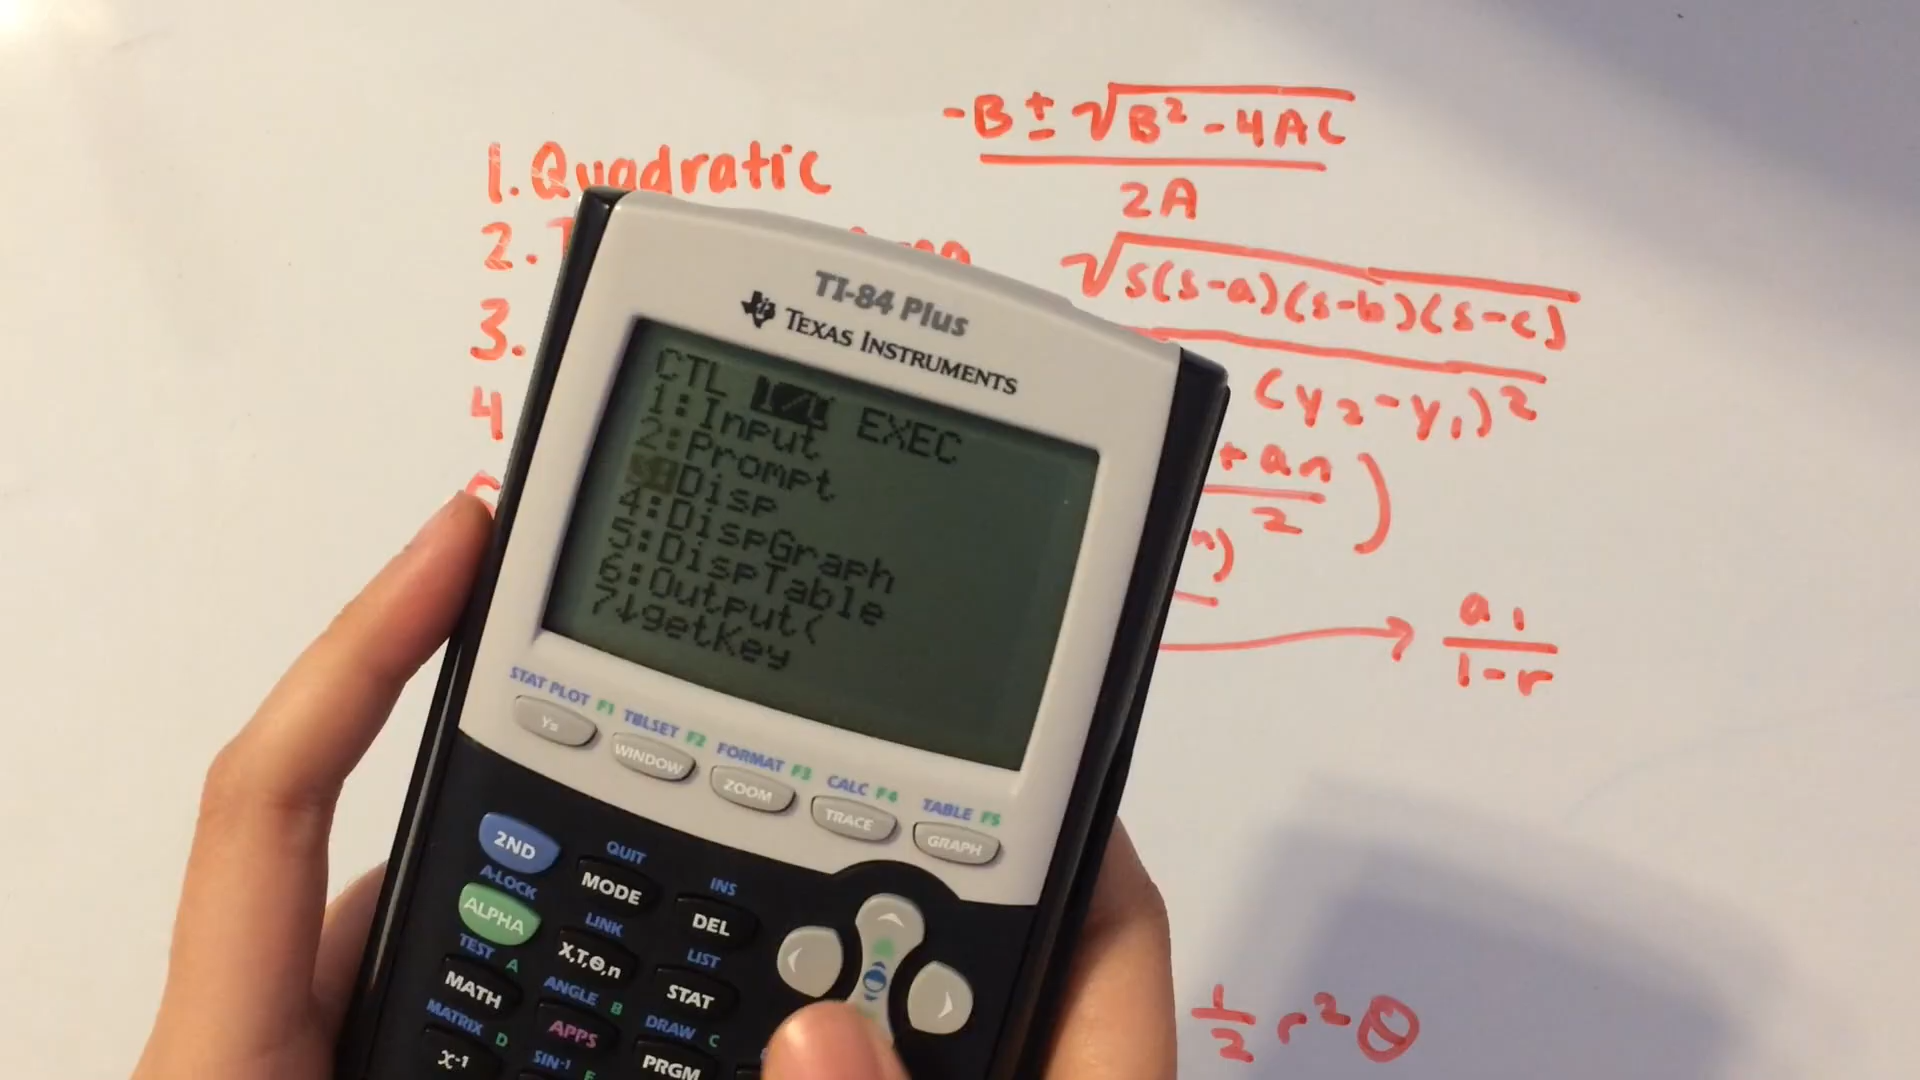 -B ± √B² - 4AC
2A
1. Quadratic
2.
√s(s-a)(s-b)(s-c)
3.
(y₂-y₁)²
4
+ an
2
)
a₁
1-r
½ r² θ
TI-84 Plus
TEXAS INSTRUMENTS
CTL I/O EXEC
1:Input
2:Prompt
3:Disp
4:DispGraph
5:DispTable
6:Output(
7↓getKey
STAT PLOT F1 TBLSET F2 FORMAT F3 CALC F4 TABLE F5
Y= WINDOW ZOOM TRACE GRAPH
QUIT INS
2ND MODE DEL
A-LOCK LINK LIST
ALPHA X,T,Θ,n STAT
TEST A ANGLE B DRAW C
MATH APPS PRGM
MATRIX D SIN⁻¹ E
x⁻¹